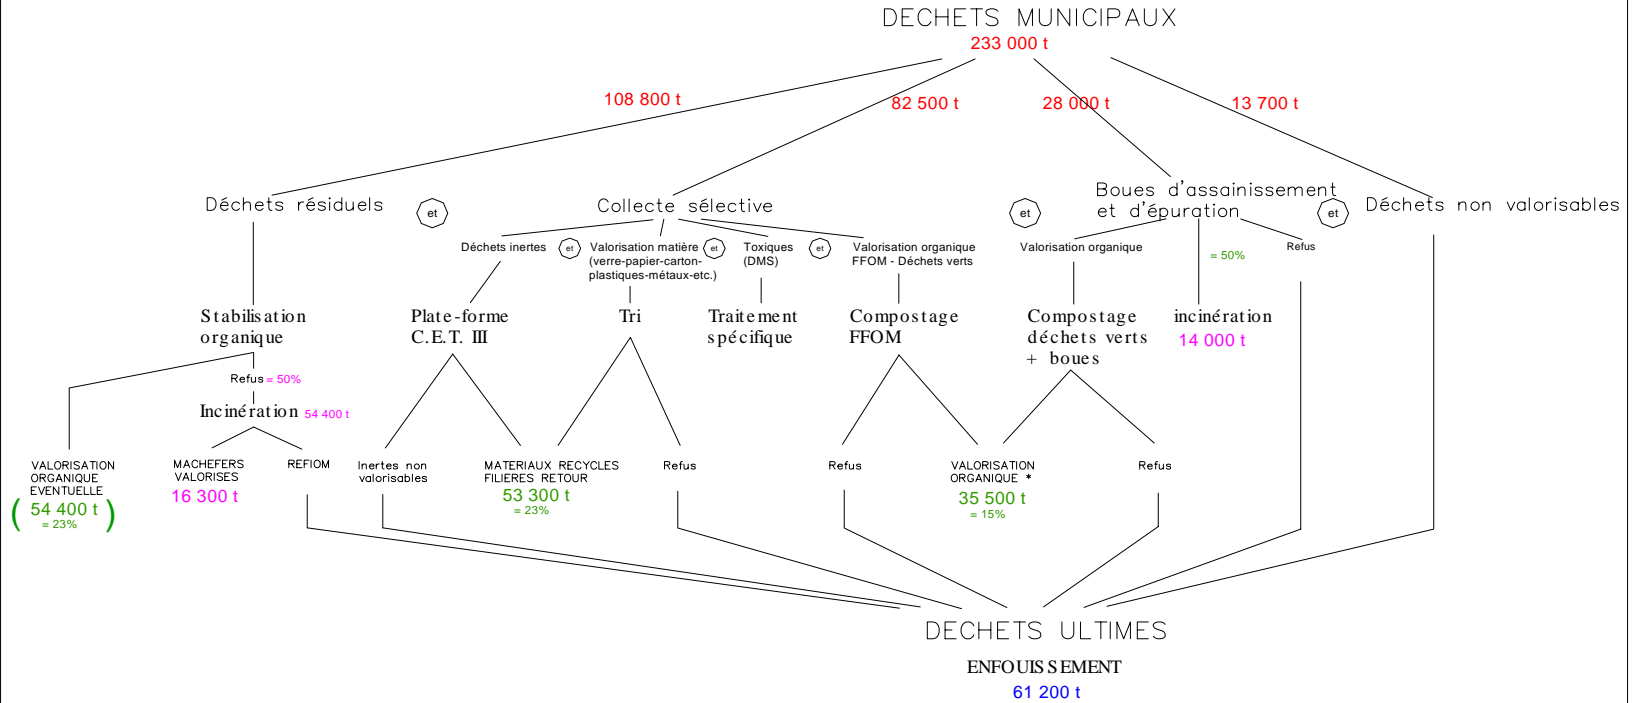 DECHETS MUNICIPAUX
233 000 t
108 800 t
82 500 t
28 000 t
13 700 t
Déchets résiduels
et
Collecte sélective
et
Boues d'assainissement
et d'épuration
et
Déchets non valorisables
Déchets inertes
et
Valorisation matière
(verre-papier-carton-
plastiques-métaux-etc.)
et
Toxiques
(DMS)
et
Valorisation organique
FFOM - Déchets verts
Valorisation organique
= 50%
Refus
Stabilisation
organique
Plate-forme
C.E.T. III
Tri
Traitement
spécifique
Compostage
FFOM
Compostage
déchets verts
+ boues
incinération
14 000 t
Refus = 50%
Incinération 54 400 t
VALORISATION
ORGANIQUE
EVENTUELLE
( 54 400 t )
= 23%
MACHEFERS
VALORISES
16 300 t
REFIOM
Inertes non
valorisables
MATERIAUX RECYCLES
FILIERES RETOUR
53 300 t
= 23%
Refus
Refus
VALORISATION
ORGANIQUE *
35 500 t
= 15%
Refus
DECHETS ULTIMES
ENFOUISSEMENT
61 200 t